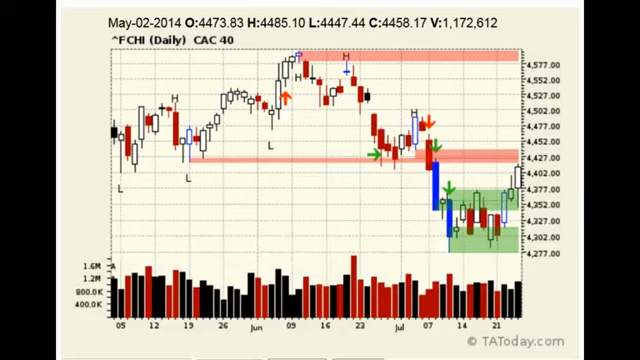 May-02-2014 O:4473.83 H:4485.10 L:4447.44 C:4458.17 V:1,172,612
^FCHI (Daily) CAC 40
4,577.00
4,552.00
4,527.00
4,502.00
4,477.00
4,452.00
4,427.00
4,402.00
4,377.00
4,352.00
4,327.00
4,302.00
4,277.00
H
H
H
H
H
L
L
L
1.6M
A
1.2M
A
800.0K
400.0K
05 12 19 27 Jun 09 16 23 Jul 07 14 21
© TAToday.com